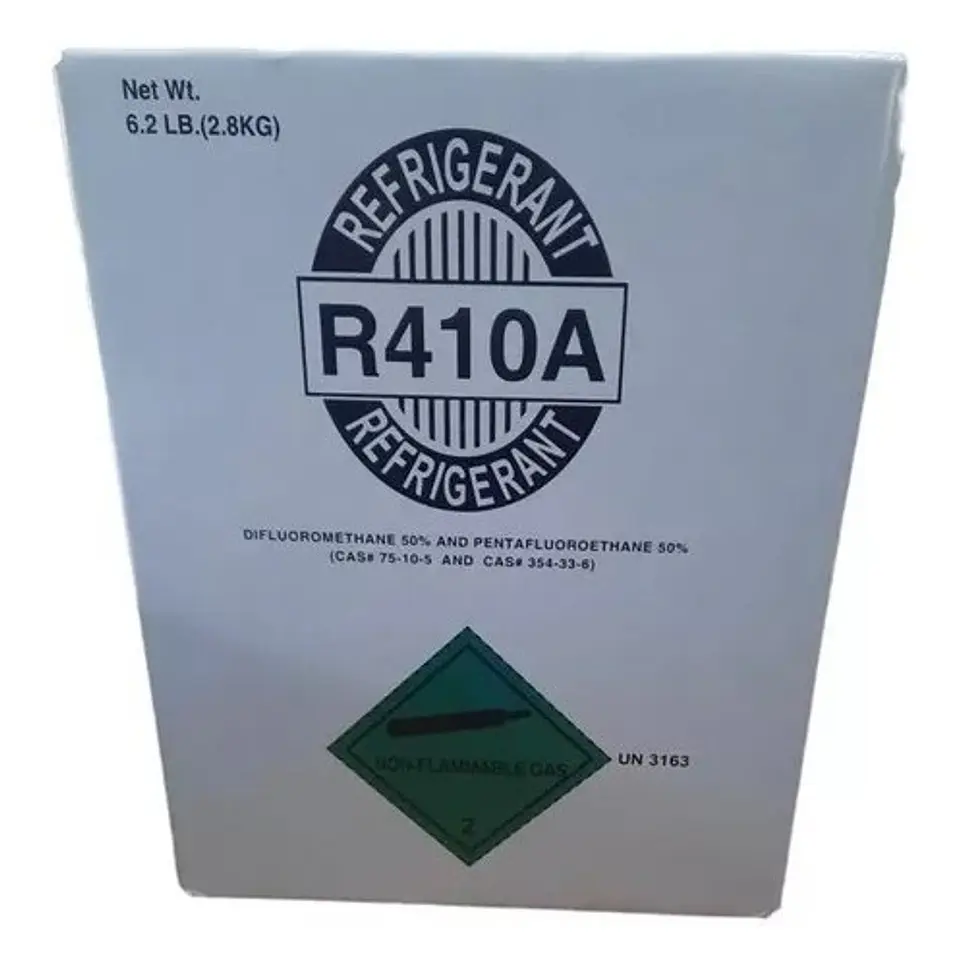 Net Wt.
6.2 LB.(2.8KG)
REFRIGERANT
R410A
REFRIGERANT
DIFLUOROMETHANE 50% AND PENTAFLUOROETHANE 50%
(CAS# 75-10-5 AND CAS# 354-33-6)
NON-FLAMMABLE GAS
UN 3163
2